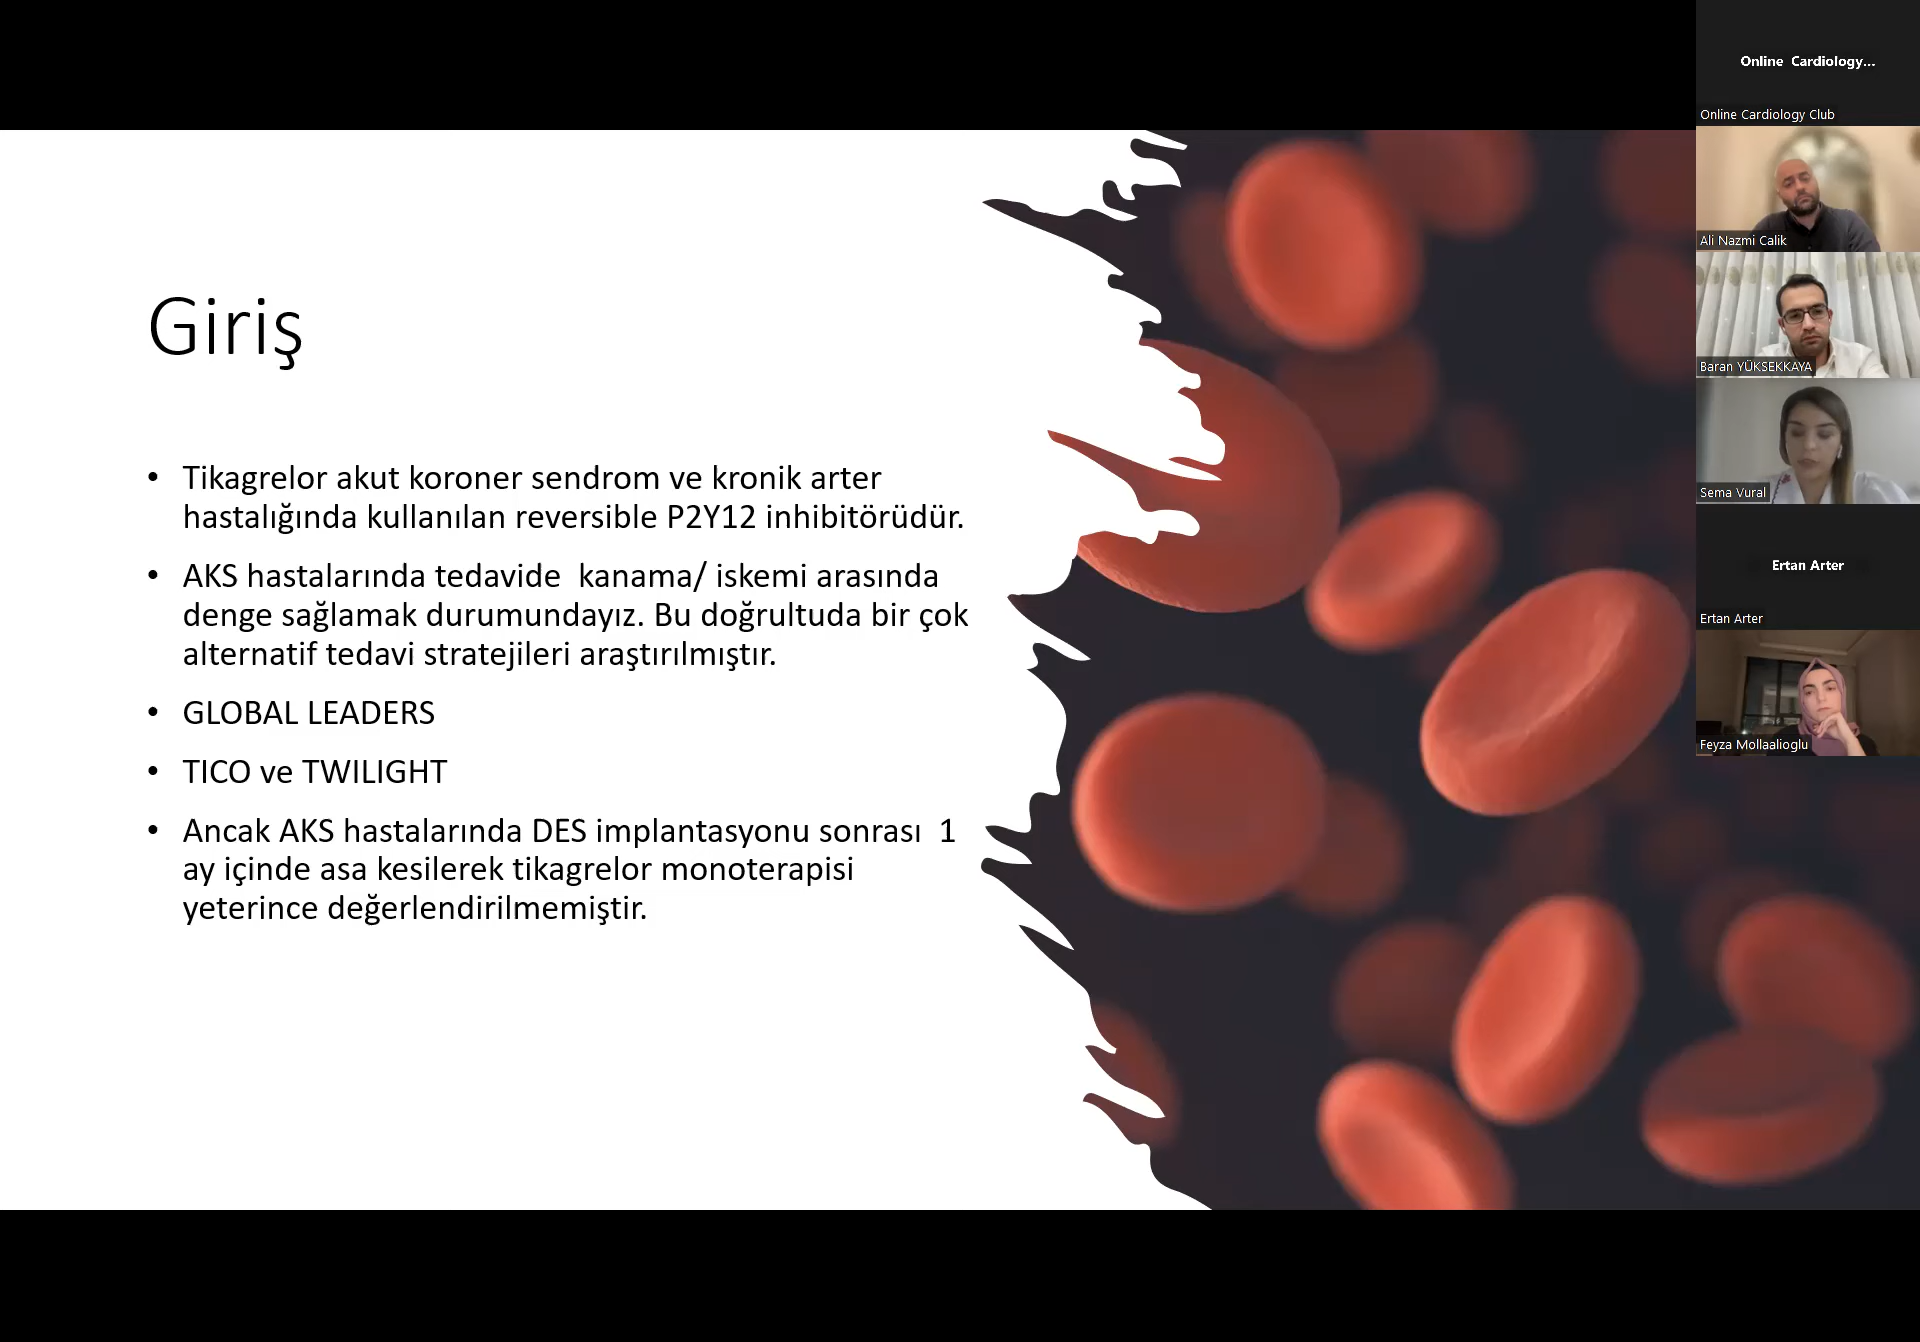 Giriş
• Tikagrelor akut koroner sendrom ve kronik arter
hastalığında kullanılan reversible P2Y12 inhibitörüdür.
• AKS hastalarında tedavide  kanama/ iskemi arasında
denge sağlamak durumundayız. Bu doğrultuda bir çok
alternatif tedavi stratejileri araştırılmıştır.
• GLOBAL LEADERS
• TICO ve TWILIGHT
• Ancak AKS hastalarında DES implantasyonu sonrası  1
ay içinde asa kesilerek tikagrelor monoterapisi
yeterince değerlendirilmemiştir.
Online Cardiology...
Online Cardiology Club
Ali Nazmi Calik
Baran YÜKSEKKAYA
Sema Vural
Ertan Arter
Ertan Arter
Feyza Mollaalioglu